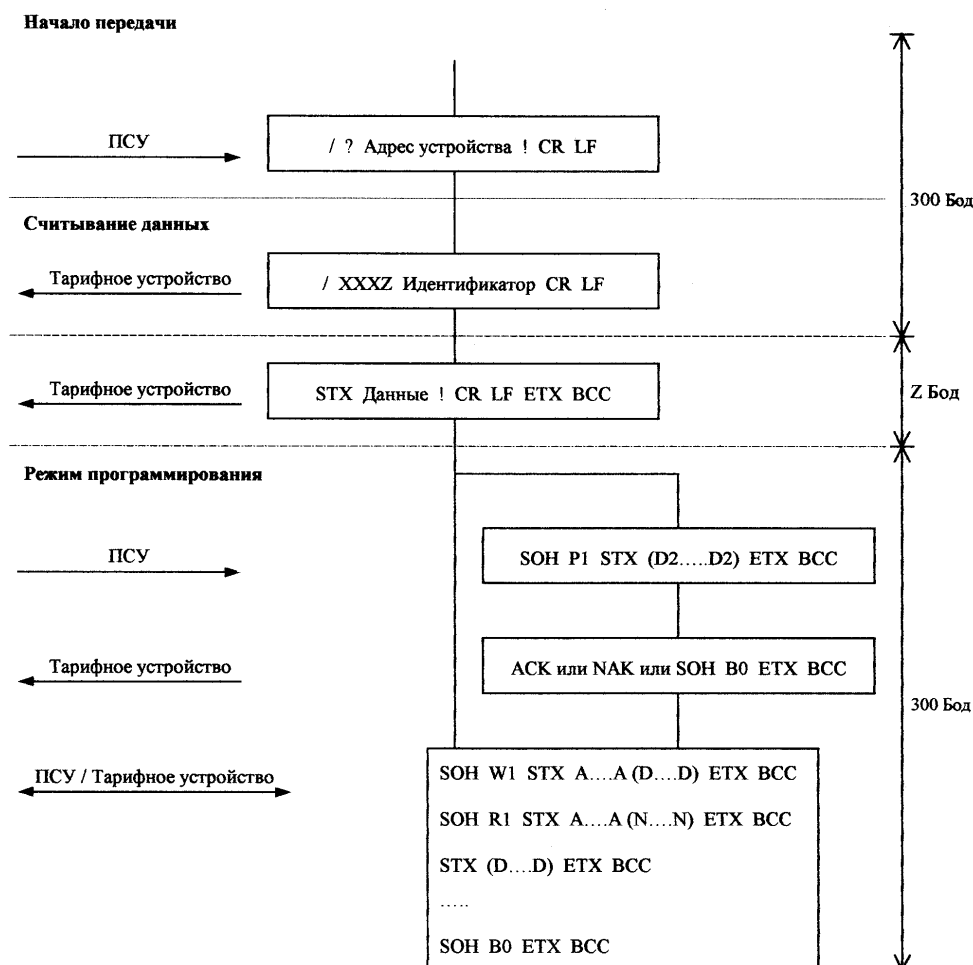 Начало передачи
ПСУ
/ ? Адрес устройства ! CR LF
300 Бод
Считывание данных
Тарифное устройство
/ XXXZ Идентификатор CR LF
Тарифное устройство
STX Данные ! CR LF ETX BCC
Z Бод
Режим программирования
ПСУ
SOH P1 STX (D2.....D2) ETX BCC
Тарифное устройство
ACK или NAK или SOH B0 ETX BCC
300 Бод
ПСУ / Тарифное устройство
SOH W1 STX A....A (D....D) ETX BCC
SOH R1 STX A....A (N....N) ETX BCC
STX (D....D) ETX BCC
.....
SOH B0 ETX BCC